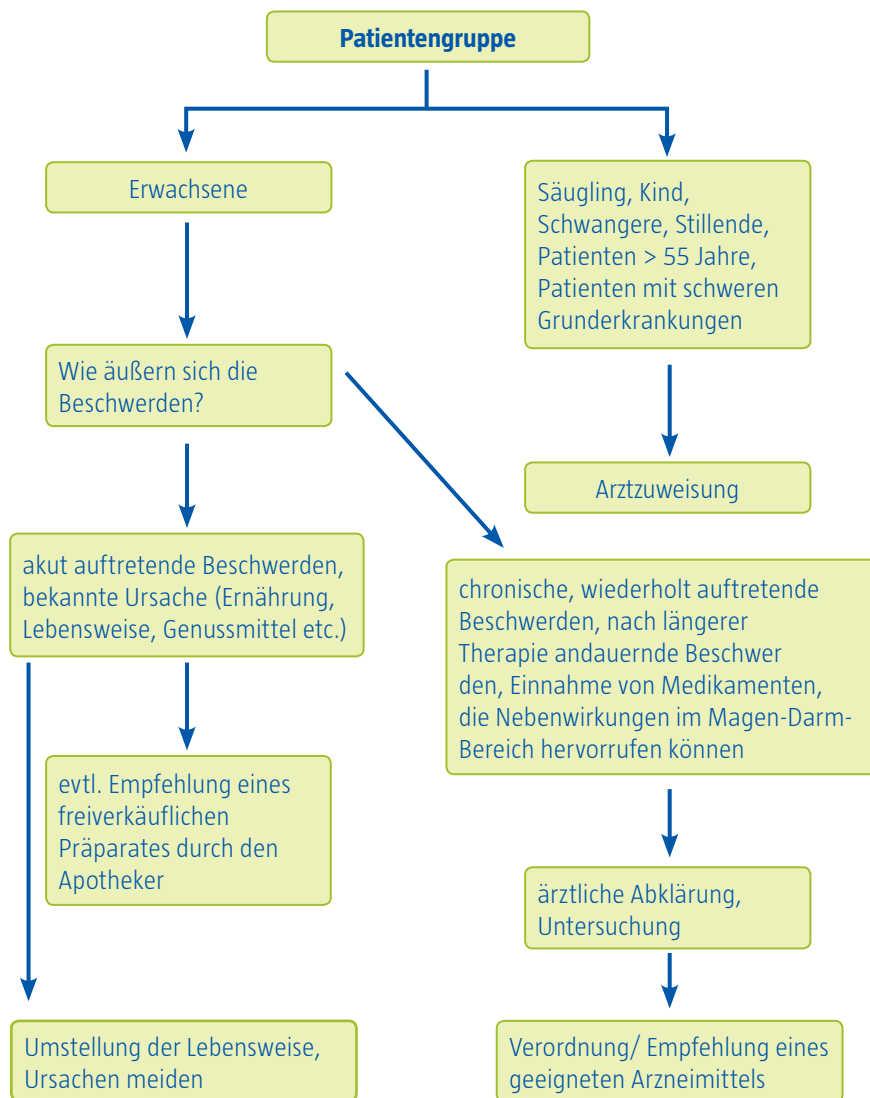 Patientengruppe
Erwachsene
Säugling, Kind,
Schwangere, Stillende,
Patienten > 55 Jahre,
Patienten mit schweren
Grunderkrankungen
Wie äußern sich die
Beschwerden?
Arztzuweisung
akut auftretende Beschwerden,
bekannte Ursache (Ernährung,
Lebensweise, Genussmittel etc.)
chronische, wiederholt auftretende
Beschwerden, nach längerer
Therapie andauernde Beschwer
den, Einnahme von Medikamenten,
die Nebenwirkungen im Magen-Darm-
Bereich hervorrufen können
evtl. Empfehlung eines
freiverkäuflichen
Präparates durch den
Apotheker
ärztliche Abklärung,
Untersuchung
Umstellung der Lebensweise,
Ursachen meiden
Verordnung/ Empfehlung eines
geeigneten Arzneimittels